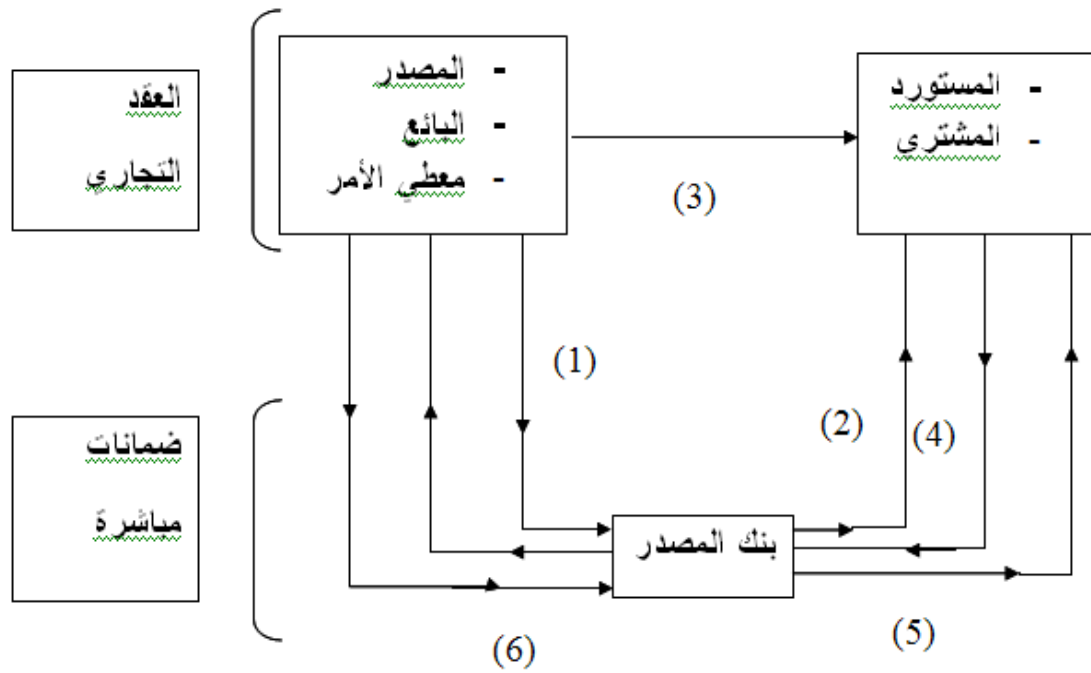 - المصدر
- البائع
- معطي الأمر
- المستورد
- المشتري
العقد
التجاري
(3)
(1)
(2)
(4)
ضمانات
مباشرة
بنك المصدر
(5)
(6)